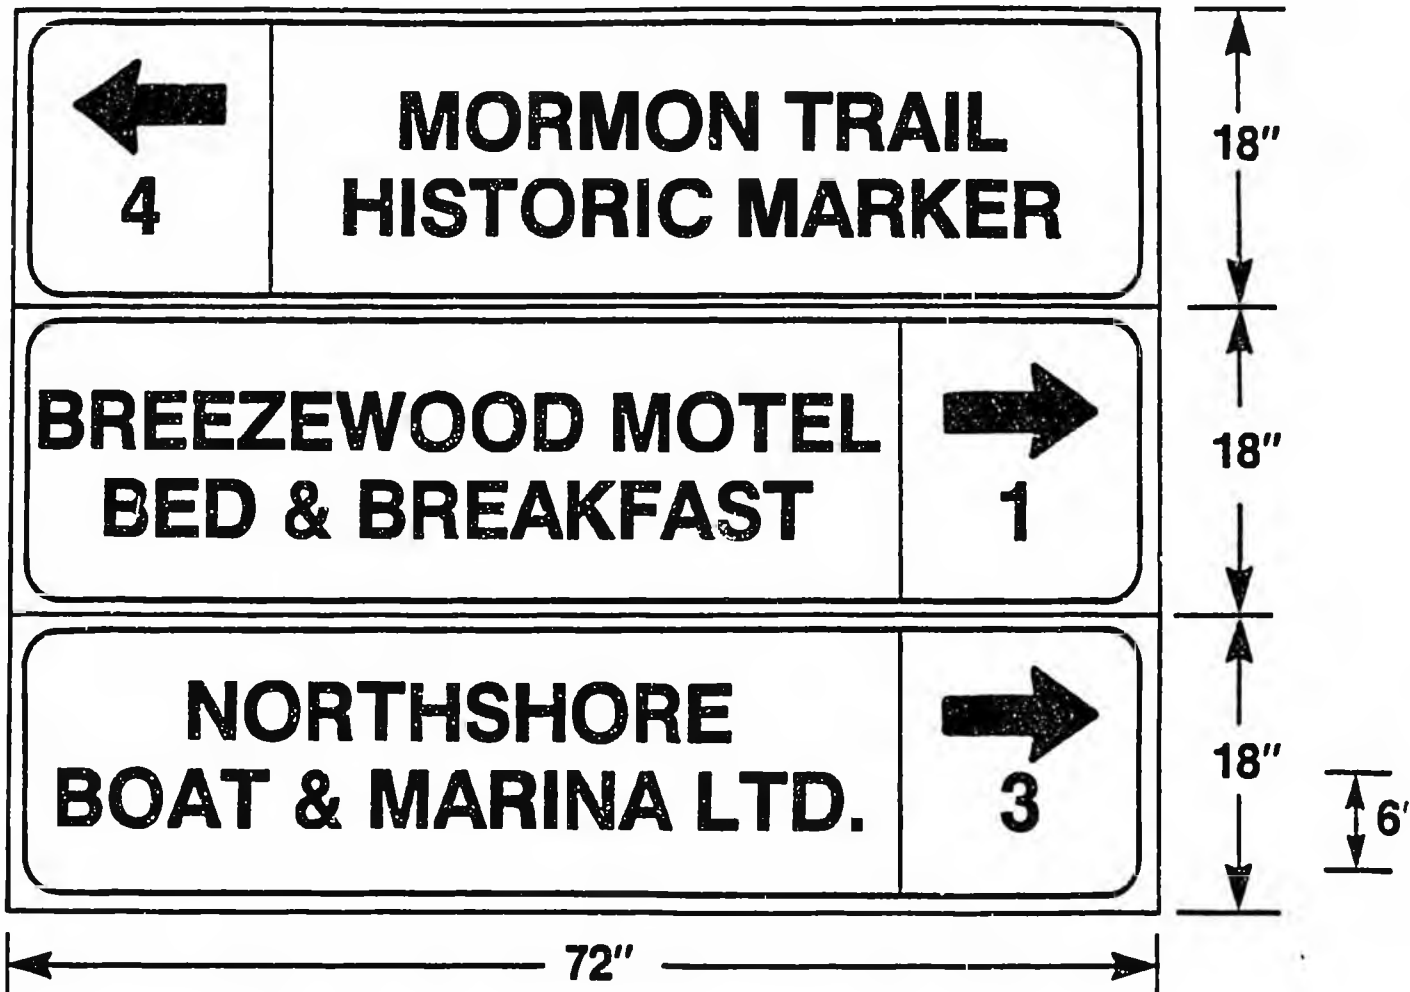 MORMON TRAIL
HISTORIC MARKER
4
18"
BREEZEWOOD MOTEL
BED & BREAKFAST
1
18"
NORTHSHORE
BOAT & MARINA LTD.
3
18"
6'
72"